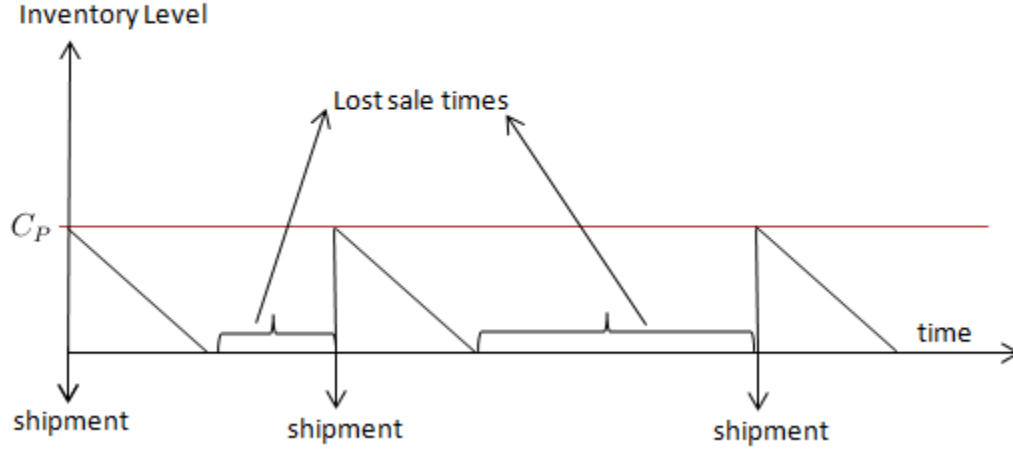 Inventory Level
Lost sale times
C_P
time
shipment
shipment
shipment